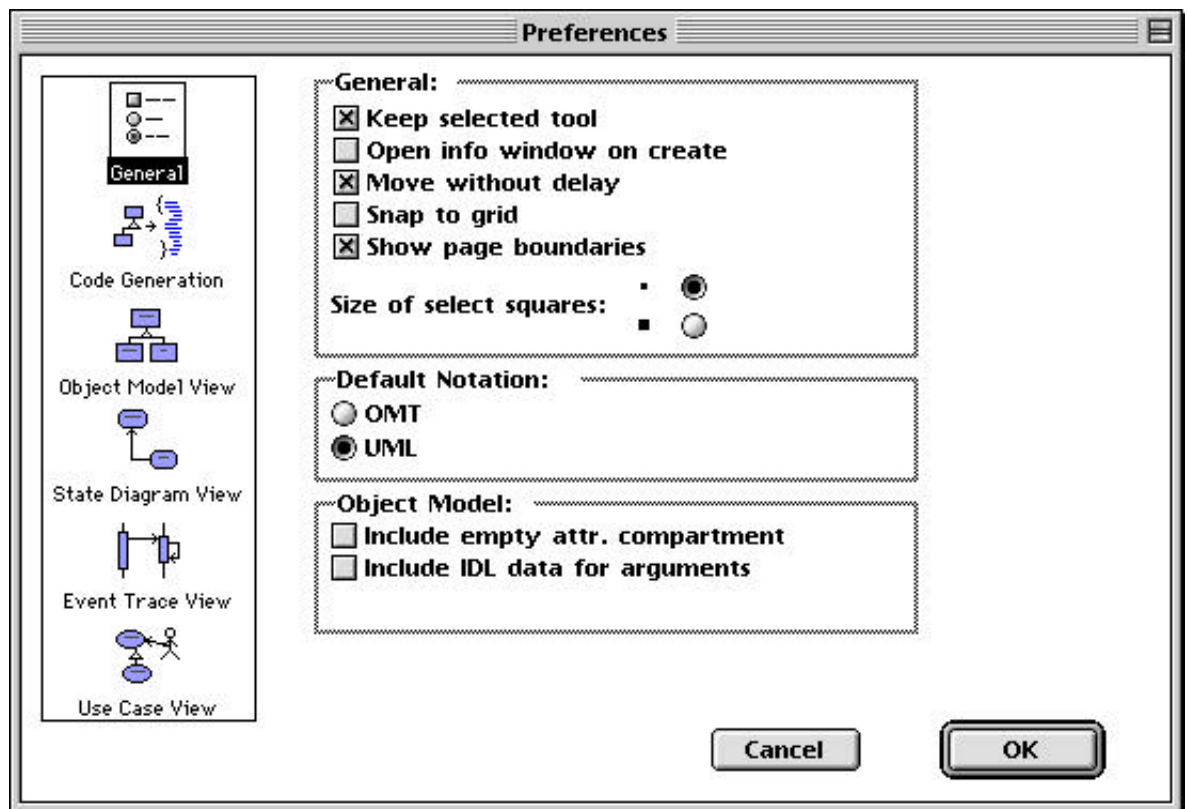 Preferences
General
Code Generation
Object Model View
State Diagram View
Event Trace View
Use Case View
General:
Keep selected tool
Open info window on create
Move without delay
Snap to grid
Show page boundaries
Size of select squares:
Default Notation:
OMT
UML
Object Model:
Include empty attr. compartment
Include IDL data for arguments
Cancel
OK